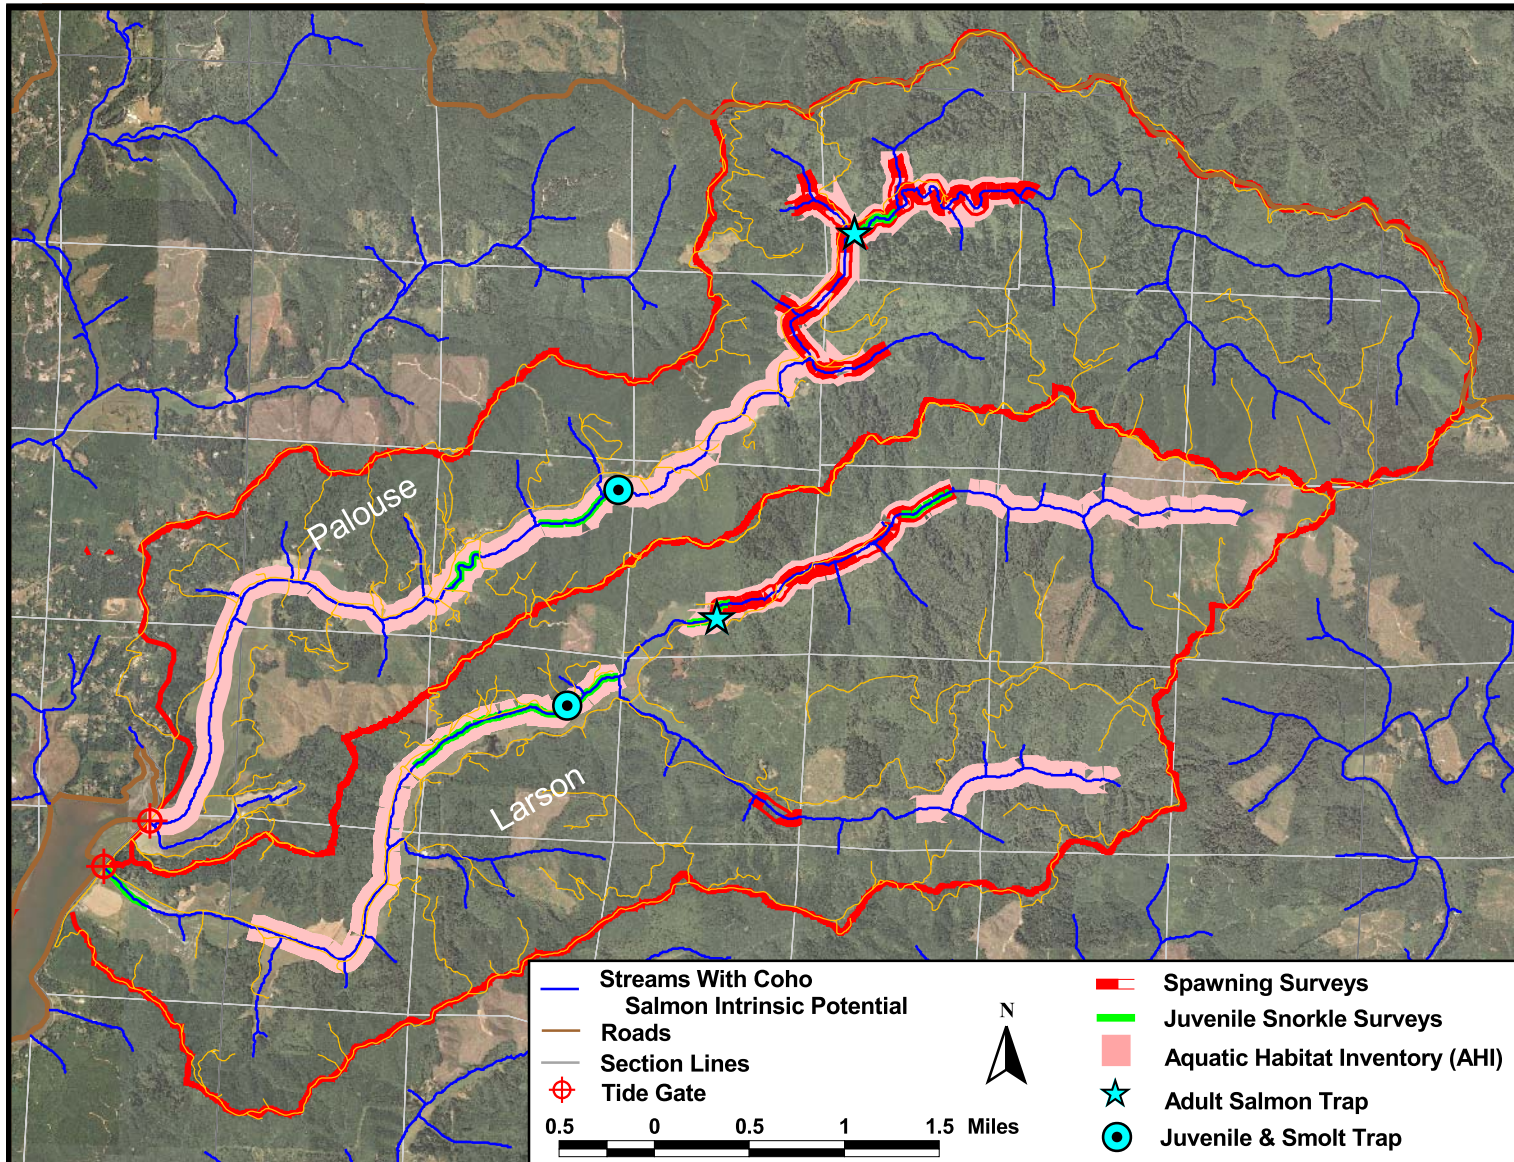 Palouse
Larson
Streams With Coho
Salmon Intrinsic Potential
Roads
Section Lines
Tide Gate
0.5 0 0.5 1 1.5 Miles
N
Spawning Surveys
Juvenile Snorkle Surveys
Aquatic Habitat Inventory (AHI)
Adult Salmon Trap
Juvenile & Smolt Trap